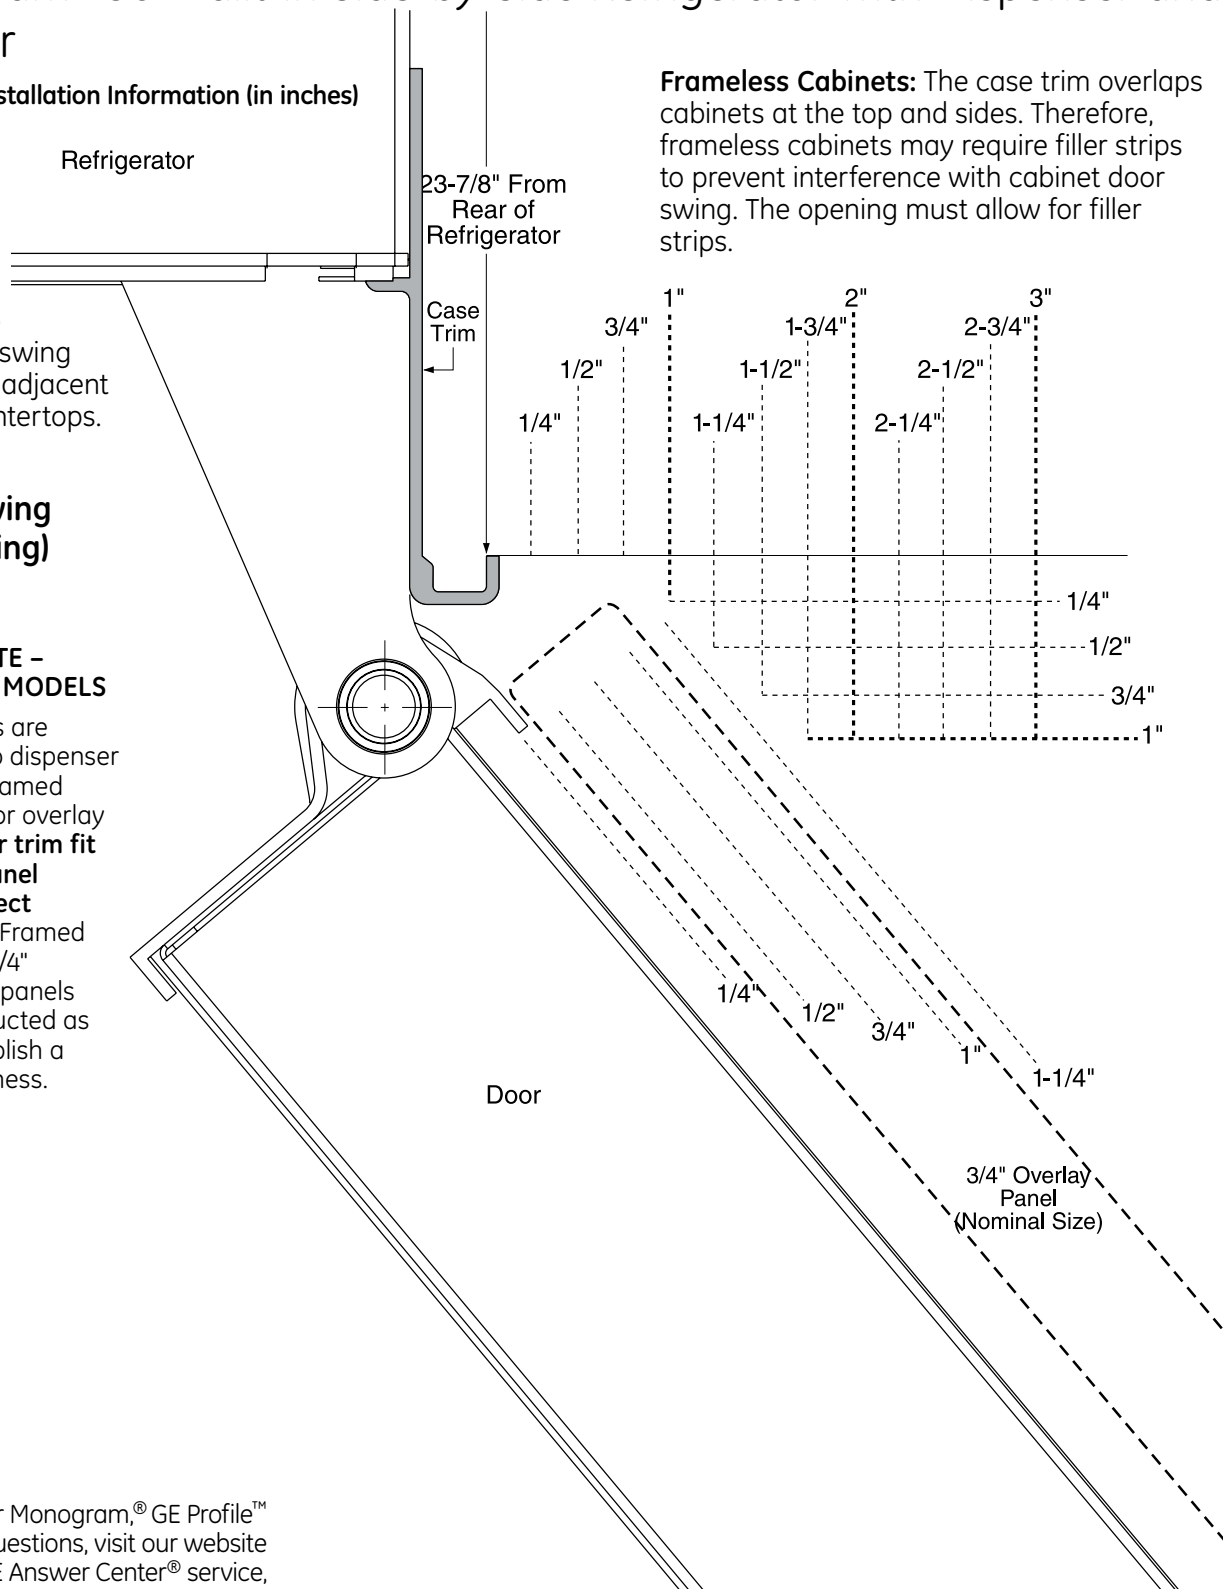 Refrigerator
stallation Information (in inches)
Frameless Cabinets: The case trim overlaps
cabinets at the top and sides. Therefore,
frameless cabinets may require filler strips
to prevent interference with cabinet door
swing. The opening must allow for filler
strips.
23-7/8" From
Rear of
Refrigerator
Case
Trim
1/4"
1/2"
3/4"
1"
1-1/4"
1-1/2"
1-3/4"
2"
2-1/4"
2-1/2"
2-3/4"
3"
1/4"
1/2"
3/4"
1"
swing
adjacent
ntertops.
wing
ing)
TE –
MODELS
s are
o dispenser
amed
or overlay
r trim fit
anel
ect
Framed
/4"
panels
ucted as
blish a
ness.
1/4"
1/2"
3/4"
1"
1-1/4"
Door
3/4" Overlay
Panel
(Nominal Size)
r Monogram,® GE Profile™
uestions, visit our website
E Answer Center® service,